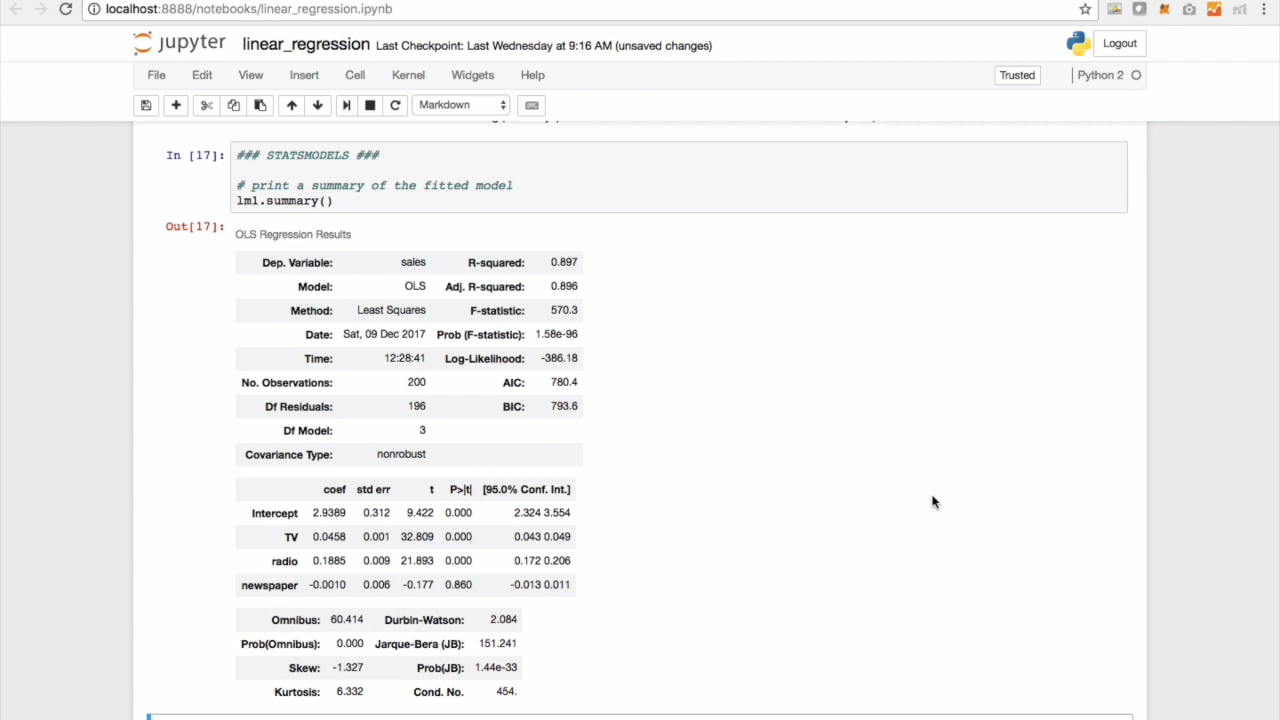 localhost:8888/notebooks/linear_regression.ipynb
jupyter linear_regression Last Checkpoint: Last Wednesday at 9:16 AM (unsaved changes) Logout
File Edit View Insert Cell Kernel Widgets Help Trusted Python 2
Markdown
In [17]: ### STATSMODELS ###
# print a summary of the fitted model
lm1.summary()
Out[17]: OLS Regression Results
Dep. Variable: sales R-squared: 0.897
Model: OLS Adj. R-squared: 0.896
Method: Least Squares F-statistic: 570.3
Date: Sat, 09 Dec 2017 Prob (F-statistic): 1.58e-96
Time: 12:28:41 Log-Likelihood: -386.18
No. Observations: 200 AIC: 780.4
Df Residuals: 196 BIC: 793.6
Df Model: 3
Covariance Type: nonrobust
coef std err t P>|t| [95.0% Conf. Int.]
Intercept 2.9389 0.312 9.422 0.000 2.324 3.554
TV 0.0458 0.001 32.809 0.000 0.043 0.049
radio 0.1885 0.009 21.893 0.000 0.172 0.206
newspaper -0.0010 0.006 -0.177 0.860 -0.013 0.011
Omnibus: 60.414 Durbin-Watson: 2.084
Prob(Omnibus): 0.000 Jarque-Bera (JB): 151.241
Skew: -1.327 Prob(JB): 1.44e-33
Kurtosis: 6.332 Cond. No. 454.